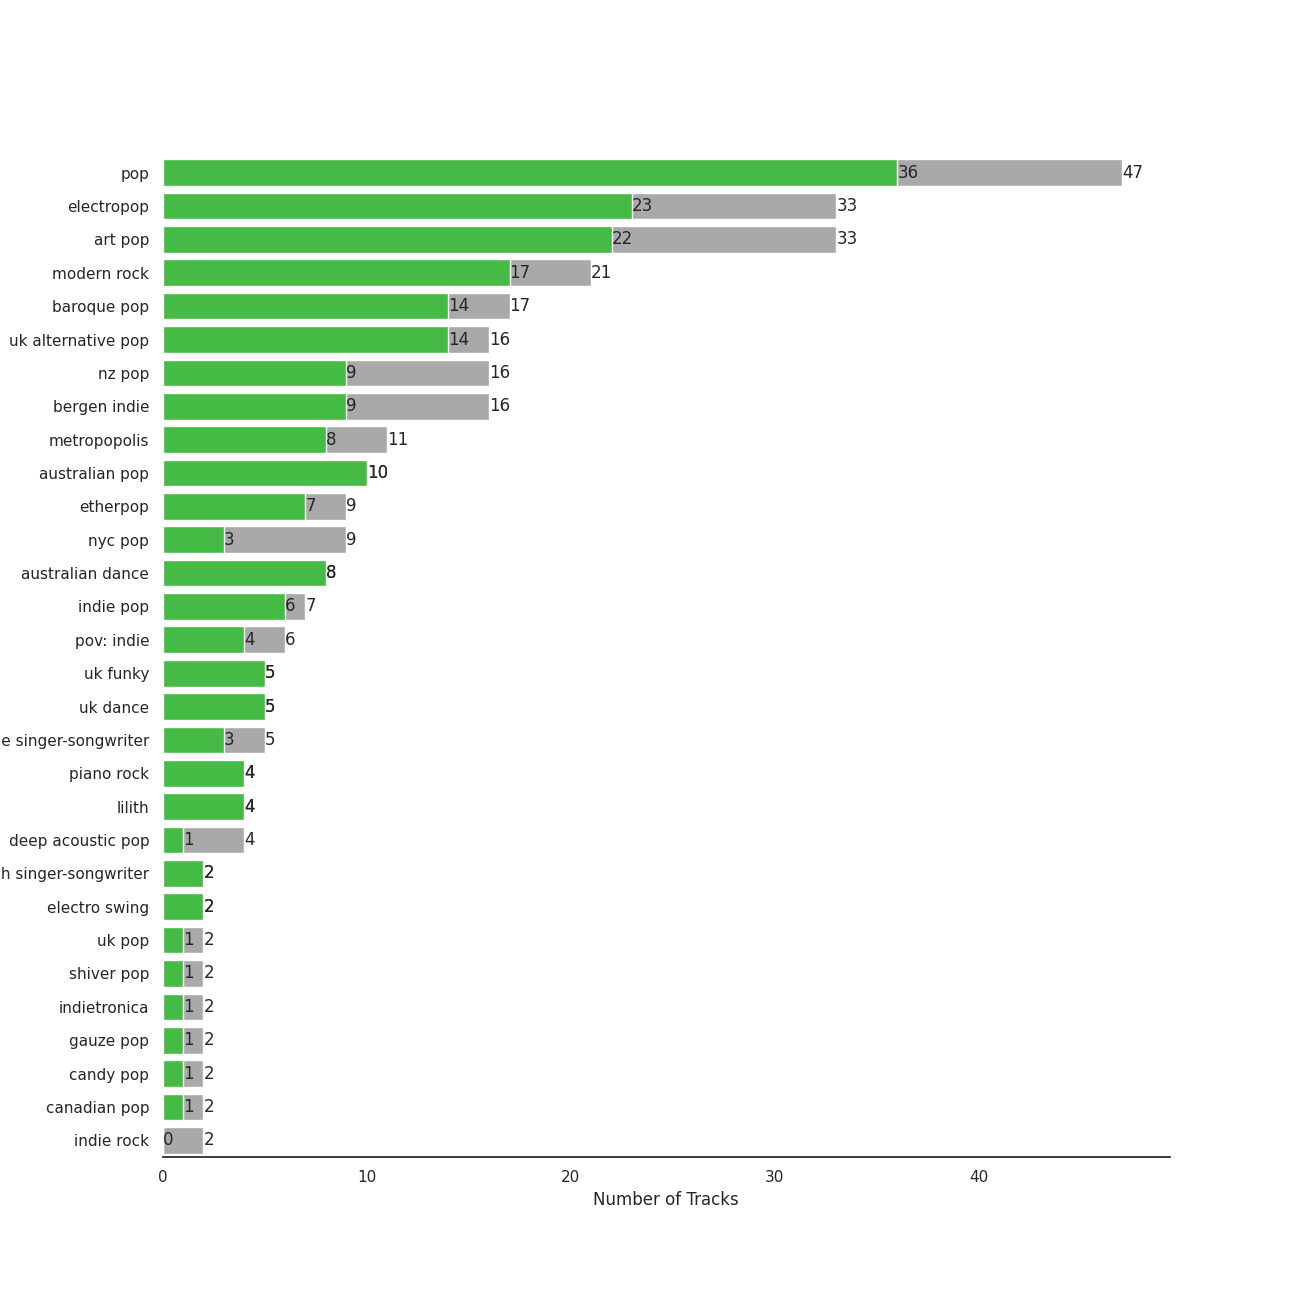 pop 36 47
electropop 23 33
art pop 22 33
modern rock 17 21
baroque pop 14 17
uk alternative pop 14 16
nz pop 9 16
bergen indie 9 16
metropopolis 8 11
australian pop 10
etherpop 7 9
nyc pop 3 9
australian dance 8
indie pop 6 7
pov: indie 4 6
uk funky 5
uk dance 5
e singer-songwriter 3 5
piano rock 4
lilith 4
deep acoustic pop 1 4
h singer-songwriter 2
electro swing 2
uk pop 1 2
shiver pop 1 2
indietronica 1 2
gauze pop 1 2
candy pop 1 2
canadian pop 1 2
indie rock 0 2
0 10 20 30 40
Number of Tracks